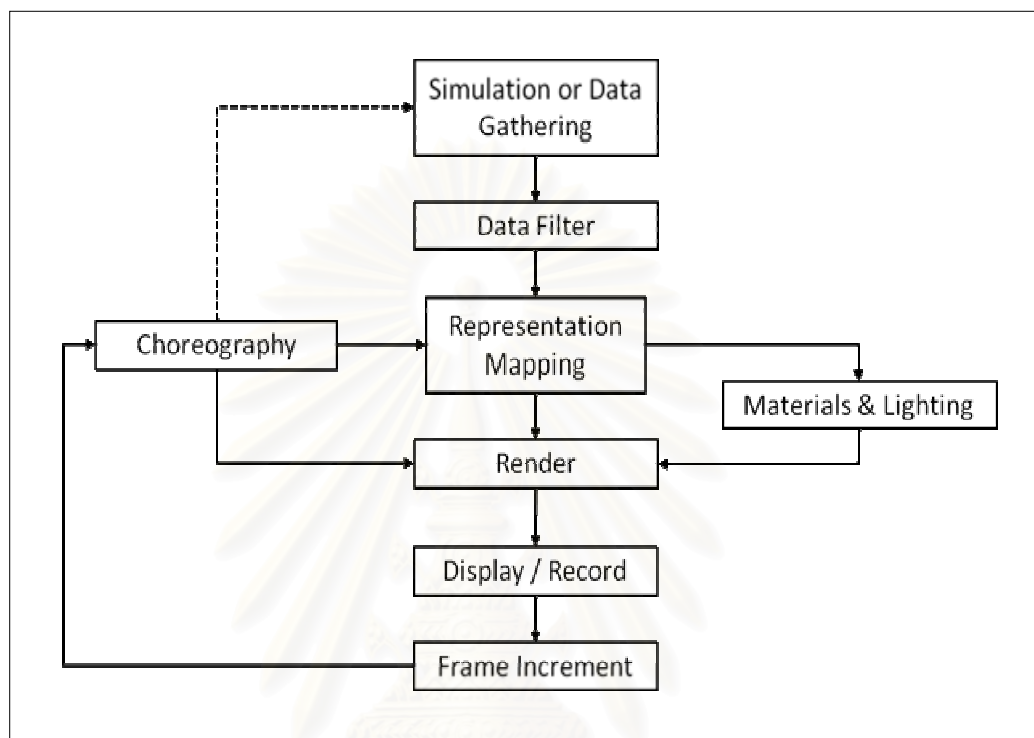 Simulation or Data
Gathering
Data Filter
Choreography
Representation
Mapping
Materials & Lighting
Render
Display / Record
Frame Increment